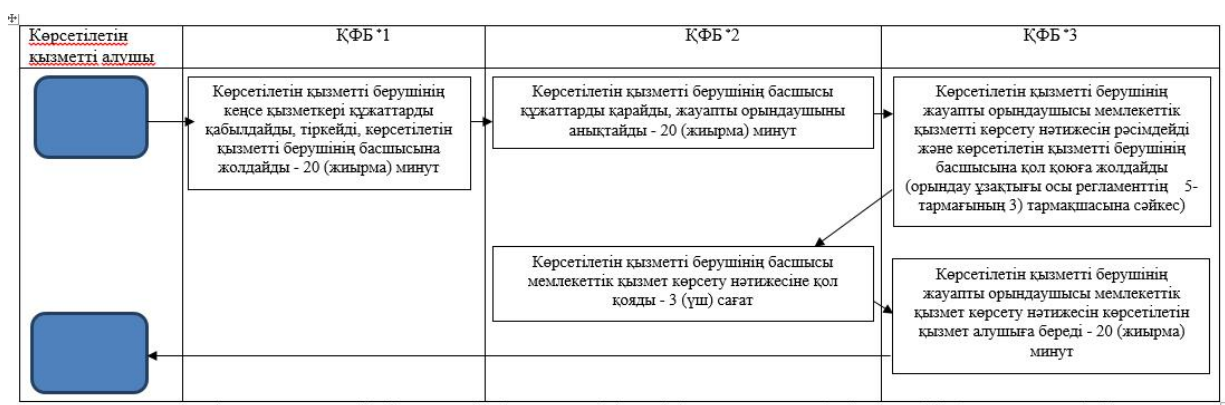 Көрсетілетін
қызметті алушы
ҚФБ *1
ҚФБ *2
ҚФБ *3
Көрсетілетін қызметті берушінің
кеңсе қызметкері құжаттарды
қабылдайды, тіркейді, көрсетілетін
қызметті берушінің басшысына
жолдайды - 20 (жиырма) минут
Көрсетілетін қызметті берушінің басшысы
құжаттарды қарайды, жауапты орындаушыны
анықтайды - 20 (жиырма) минут
Көрсетілетін қызметті берушінің
жауапты орындаушысы мемлекеттік
қызметті көрсету нәтижесін рәсімдейді
және көрсетілетін қызметті берушінің
басшысына қол қоюға жолдайды
(орындау ұзақтығы осы регламенттің 5-
тармағының 3) тармақшасына сәйкес)
Көрсетілетін қызметті берушінің басшысы
мемлекеттік қызмет көрсету нәтижесіне қол
қояды - 3 (үш) сағат
Көрсетілетін қызметті берушінің
жауапты орындаушысы мемлекеттік
қызмет көрсету нәтижесін көрсетілетін
қызмет алушыға береді - 20 (жиырма)
минут